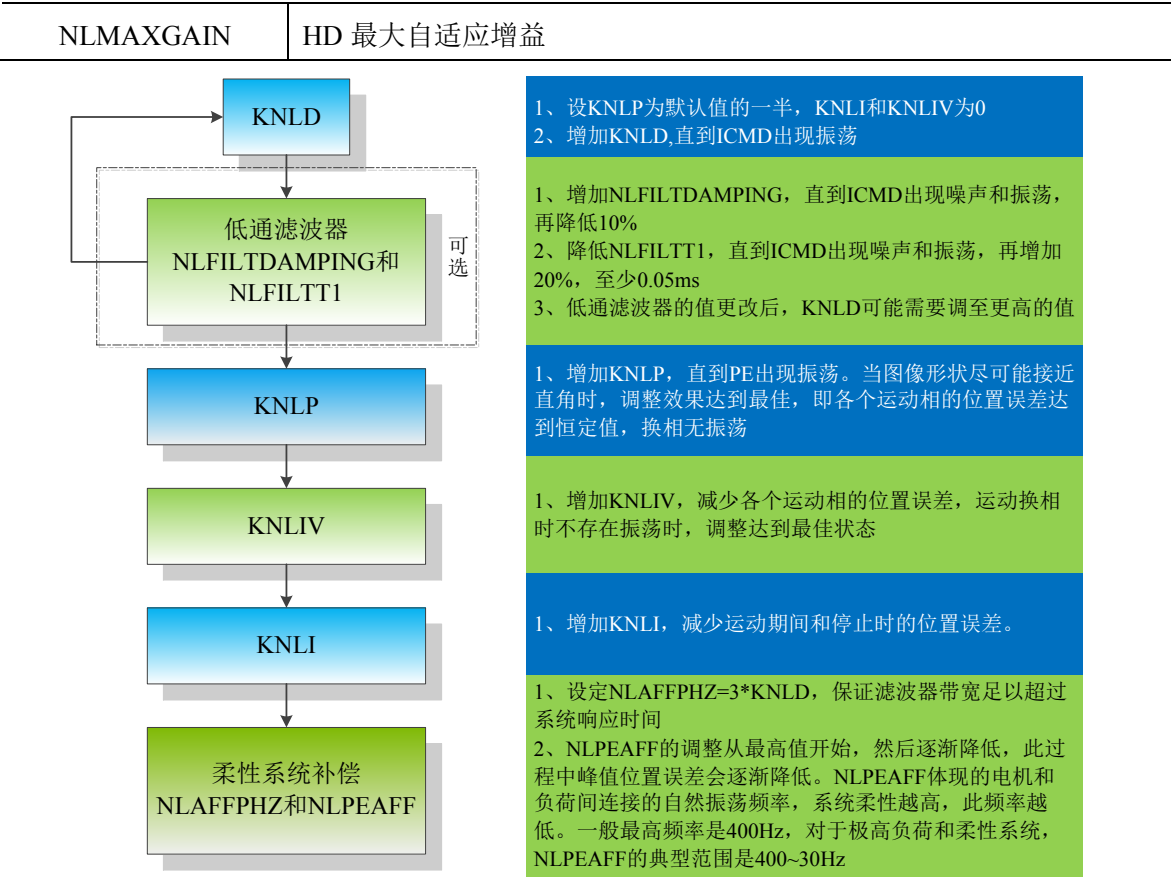 NLMAXGAIN
HD 最大自适应增益
KNLD
1、设KNLP为默认值的一半，KNLI和KNLIV为0
2、增加KNLD,直到ICMD出现振荡
低通滤波器
NLFILTDAMPING和
NLFILTT1
可
选
1、增加NLFILTDAMPING，直到ICMD出现噪声和振荡，
再降低10%
2、降低NLFILTT1，直到ICMD出现噪声和振荡，再增加
20%，至少0.05ms
3、低通滤波器的值更改后，KNLD可能需要调至更高的值
KNLP
1、增加KNLP，直到PE出现振荡。当图像形状尽可能接近
直角时，调整效果达到最佳，即各个运动相的位置误差达
到恒定值，换相无振荡
KNLIV
1、增加KNLIV，减少各个运动相的位置误差，运动换相
时不存在振荡时，调整达到最佳状态
KNLI
1、增加KNLI，减少运动期间和停止时的位置误差。
柔性系统补偿
NLAFFPHZ和NLPEAFF
1、设定NLAFFPHZ=3*KNLD，保证滤波器带宽足以超过
系统响应时间
2、NLPEAFF的调整从最高值开始，然后逐渐降低，此过
程中峰值位置误差会逐渐降低。NLPEAFF体现的电机和
负荷间连接的自然振荡频率，系统柔性越高，此频率越
低。一般最高频率是400Hz，对于极高负荷和柔性系统，
NLPEAFF的典型范围是400~30Hz